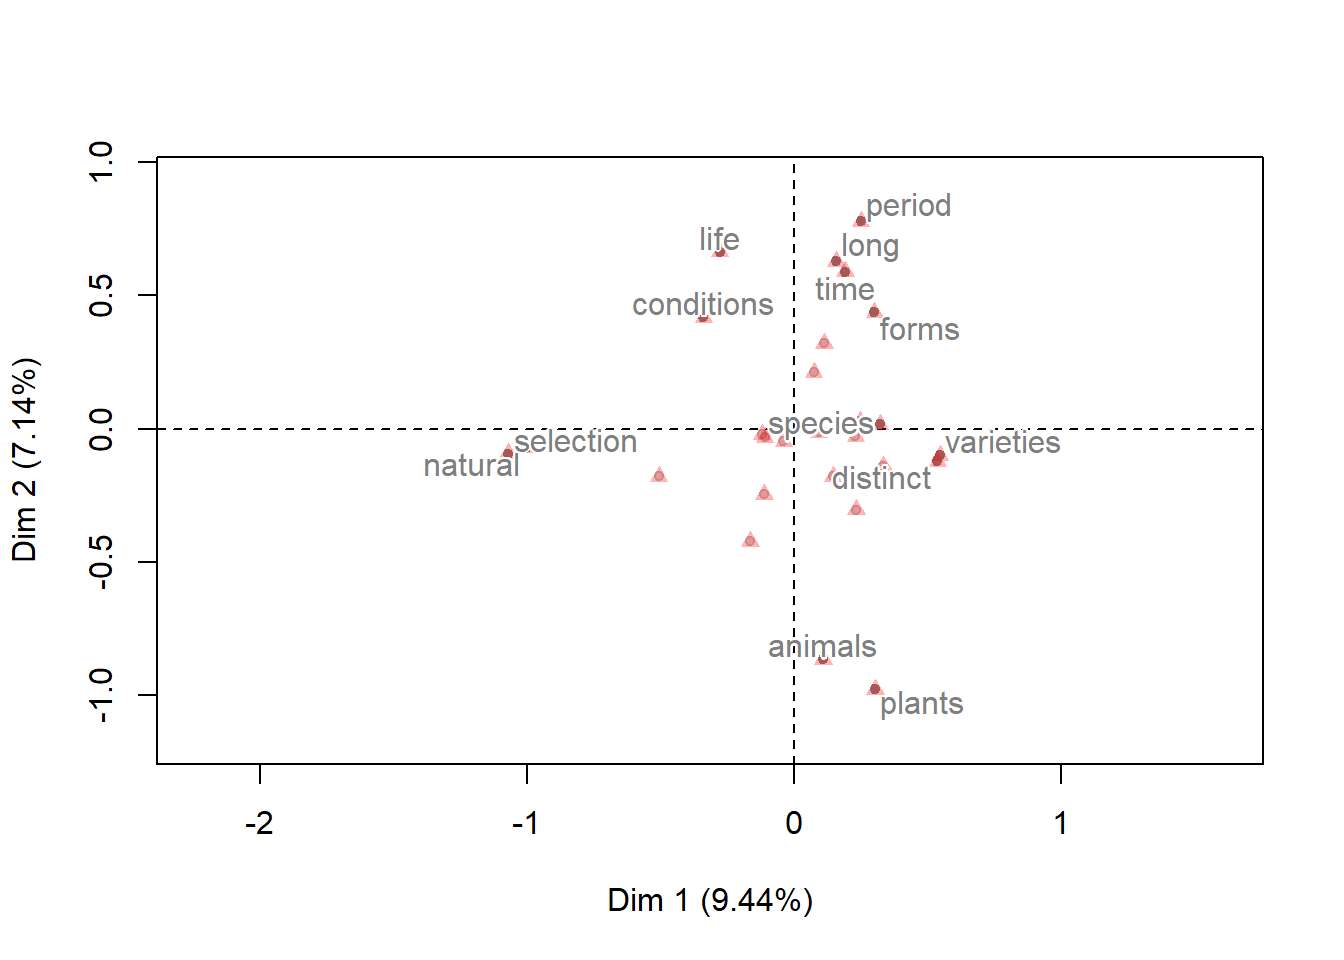 1.0
0.5
0.0
-0.5
-1.0
Dim 2 (7.14%)
period
life
long
time
conditions
forms
species
selection
varieties
natural
distinct
animals
plants
-2
-1
0
1
Dim 1 (9.44%)